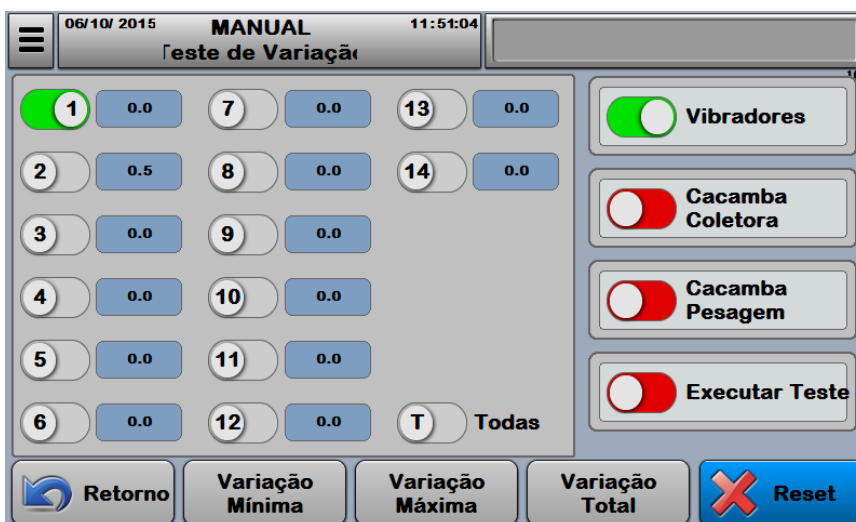 06/10/ 2015 MANUAL 11:51:04
Teste de Variação
1 0.0 7 0.0 13 0.0 Vibradores
2 0.5 8 0.0 14 0.0 Cacamba
Coletora
3 0.0 9 0.0
4 0.0 10 0.0 Cacamba
Pesagem
5 0.0 11 0.0
6 0.0 12 0.0 T Todas Executar Teste
Retorno Variação
Mínima Variação
Máxima Variação
Total Reset